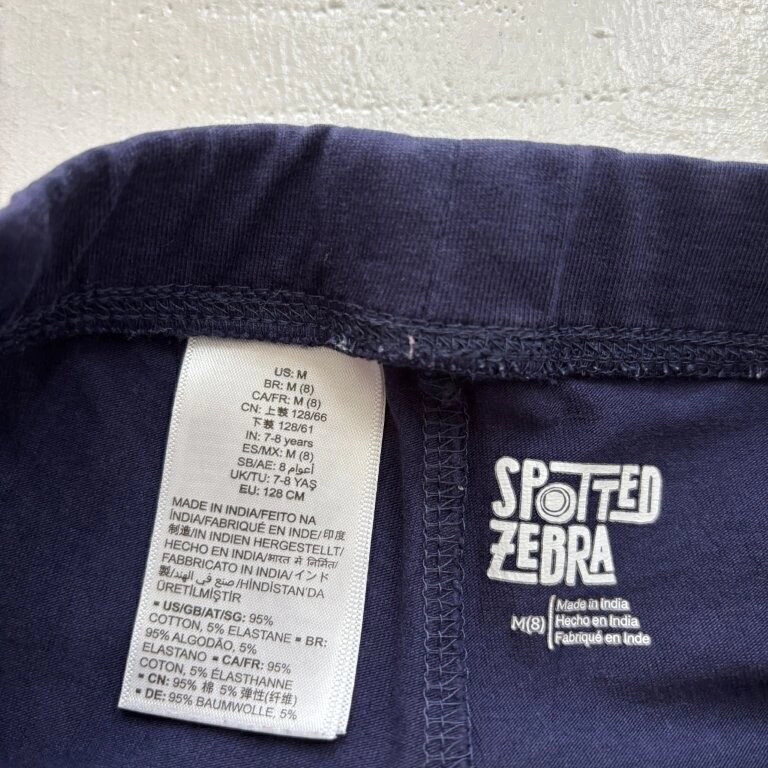 US: M
BR: M (8)
CA/FR: M (8)
CN: 上装 128/66
下装 128/61
IN: 7-8 years
ES/MX: M (8)
SB/AE: 8 أعوام
UK/TU: 7-8 YAŞ
EU: 128 CM
MADE IN INDIA/FEITO NA
ÍNDIA/FABRIQUÉ EN INDE/印度
制造/IN INDIEN HERGESTELLT/
HECHO EN INDIA/भारत में निर्मित/
FABBRICATO IN INDIA/インド
製/صنع في الهند/HİNDİSTAN'DA
ÜRETİLMİŞTİR
▪ US/GB/AT/SG: 95%
COTTON, 5% ELASTANE ▪ BR:
95% ALGODÃO, 5%
ELASTANO ▪ CA/FR: 95%
COTON, 5% ÉLASTHANNE
▪ CN: 95% 棉 5% 弹性(纤维)
▪ DE: 95% BAUMWOLLE, 5%
SPOTTED
ZEBRA
M(8)
Made in India
Hecho en India
Fabriqué en Inde